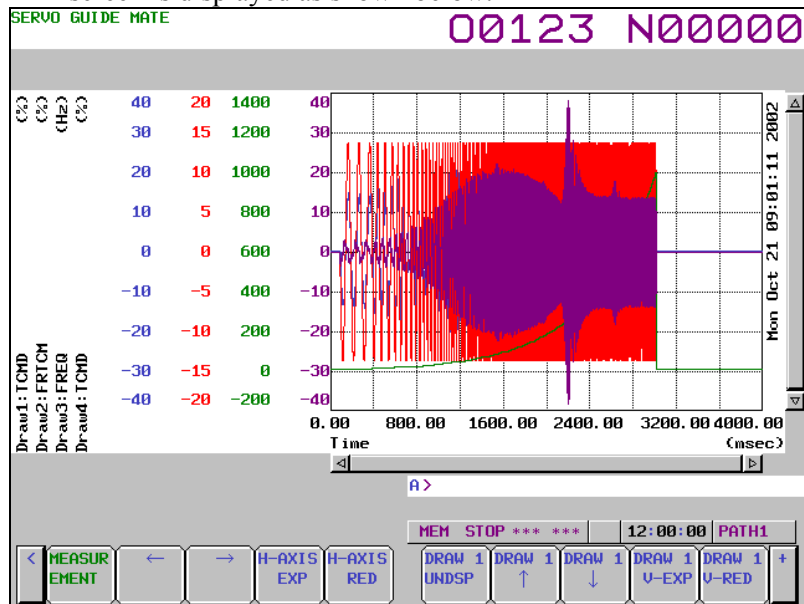 SERVO GUIDE MATE
O0123 N00000
Draw1:TCMD (%)
Draw2:FRTCM (%)
Draw3:FREQ (Hz)
Draw4:TCMD (%)
40 20 1400 40
30 15 1200 30
20 10 1000 20
10 5 800 10
0 0 600 0
-10 -5 400 -10
-20 -10 200 -20
-30 -15 0 -30
-40 -20 -200 -40
0.00 800.00 1600.00 2400.00 3200.00 4000.00
Time (msec)
Mon Oct 21 09:01:11 2002
A>
MEM STOP *** *** 12:00:00 PATH1
< MEASUREMENT ← → H-AXIS EXP H-AXIS RED DRAW 1 UNDSP DRAW 1 ↑ DRAW 1 ↓ DRAW 1 V-EXP DRAW 1 V-RED +